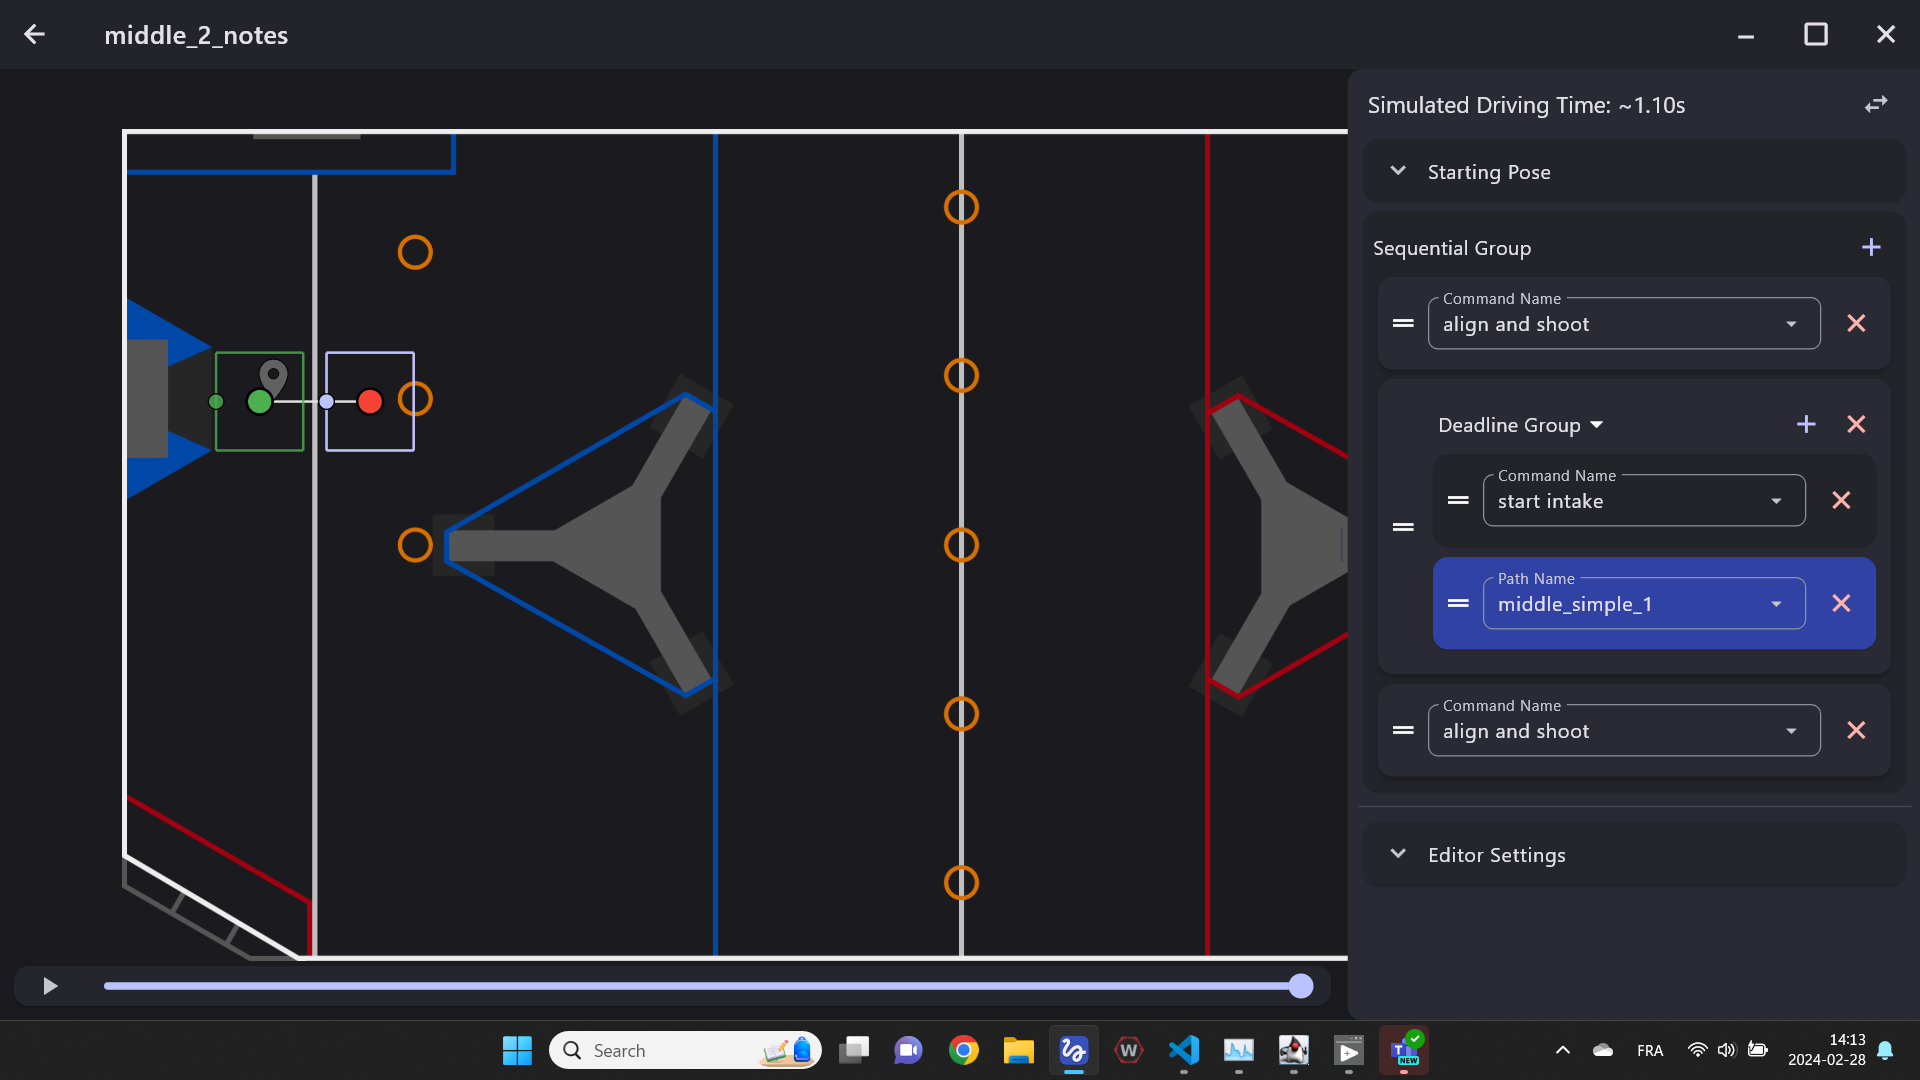 middle_2_notes
Simulated Driving Time: ~1.10s
Starting Pose
Sequential Group
Command Name
align and shoot
Deadline Group
Command Name
start intake
Path Name
middle_simple_1
Command Name
align and shoot
Editor Settings
Search
W
T
NEW
FRA
14:13
2024-02-28